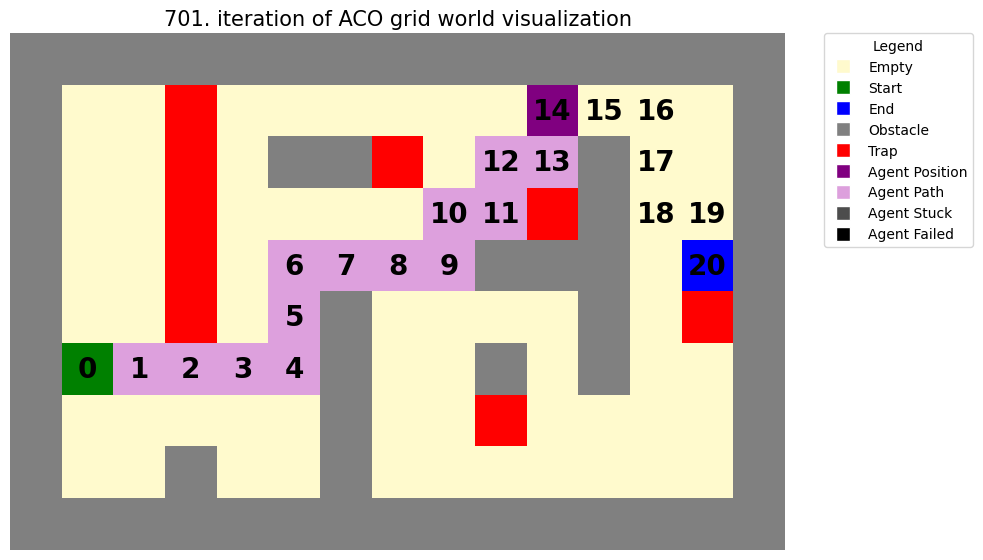 701. iteration of ACO grid world visualization
14 15 16
12 13 17
10 11 18 19
6 7 8 9 20
5
0 1 2 3 4
Legend
Empty
Start
End
Obstacle
Trap
Agent Position
Agent Path
Agent Stuck
Agent Failed